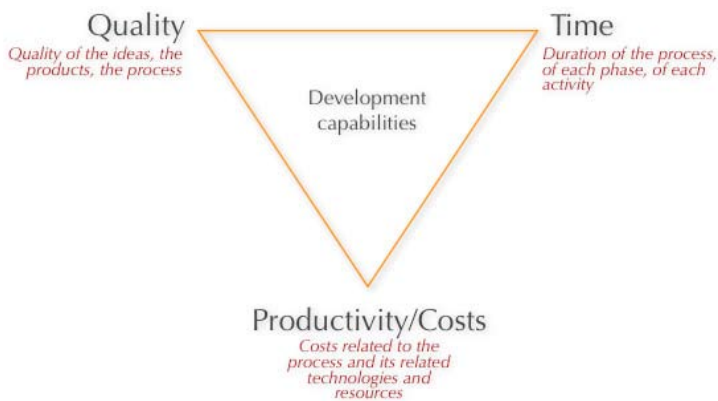 Quality
Quality of the ideas, the
products, the process
Time
Duration of the process,
of each phase, of each
activity
Development
capabilities
Productivity/Costs
Costs related to the
process and its related
technologies and
resources